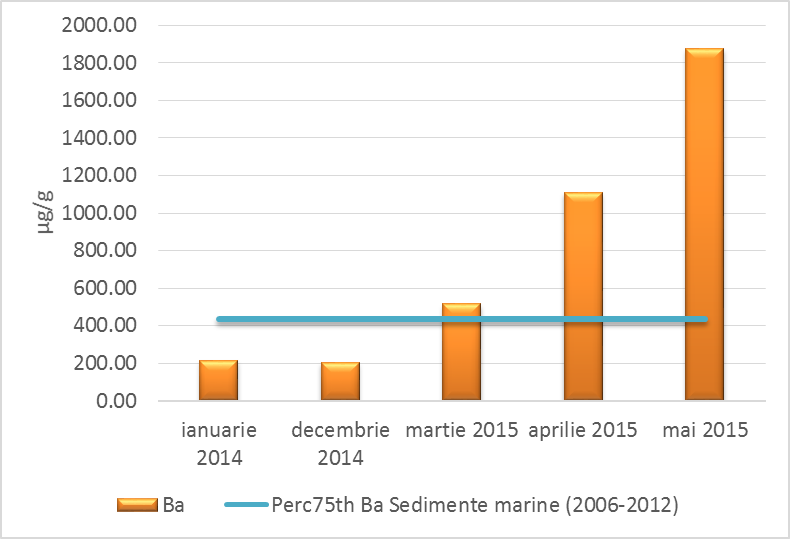 2000.00
1800.00
1600.00
1400.00
1200.00
1000.00
800.00
600.00
400.00
200.00
0.00
µg/g
ianuarie
2014
decembrie
2014
martie 2015
aprilie 2015
mai 2015
Ba
Perc75th Ba Sedimente marine (2006-2012)